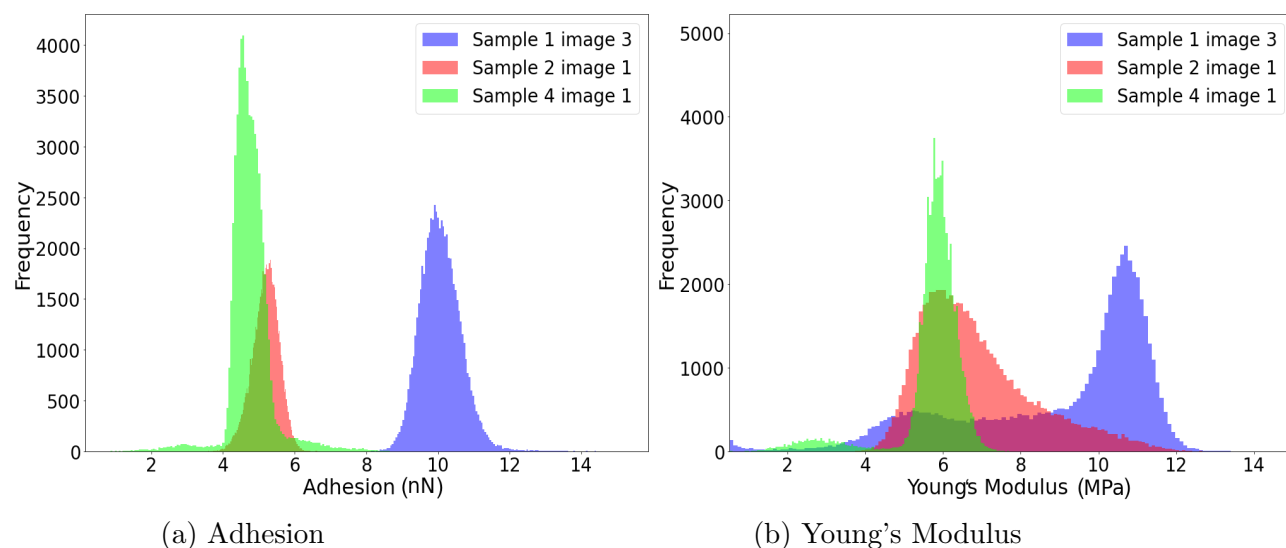 Sample 1 image 3
Sample 2 image 1
Sample 4 image 1
Frequency
4000
3500
3000
2500
2000
1500
1000
500
0
2 4 6 8 10 12 14
Adhesion (nN)
(a) Adhesion
Sample 1 image 3
Sample 2 image 1
Sample 4 image 1
Frequency
5000
4000
3000
2000
1000
0
2 4 6 8 10 12 14
Young's Modulus (MPa)
(b) Young's Modulus